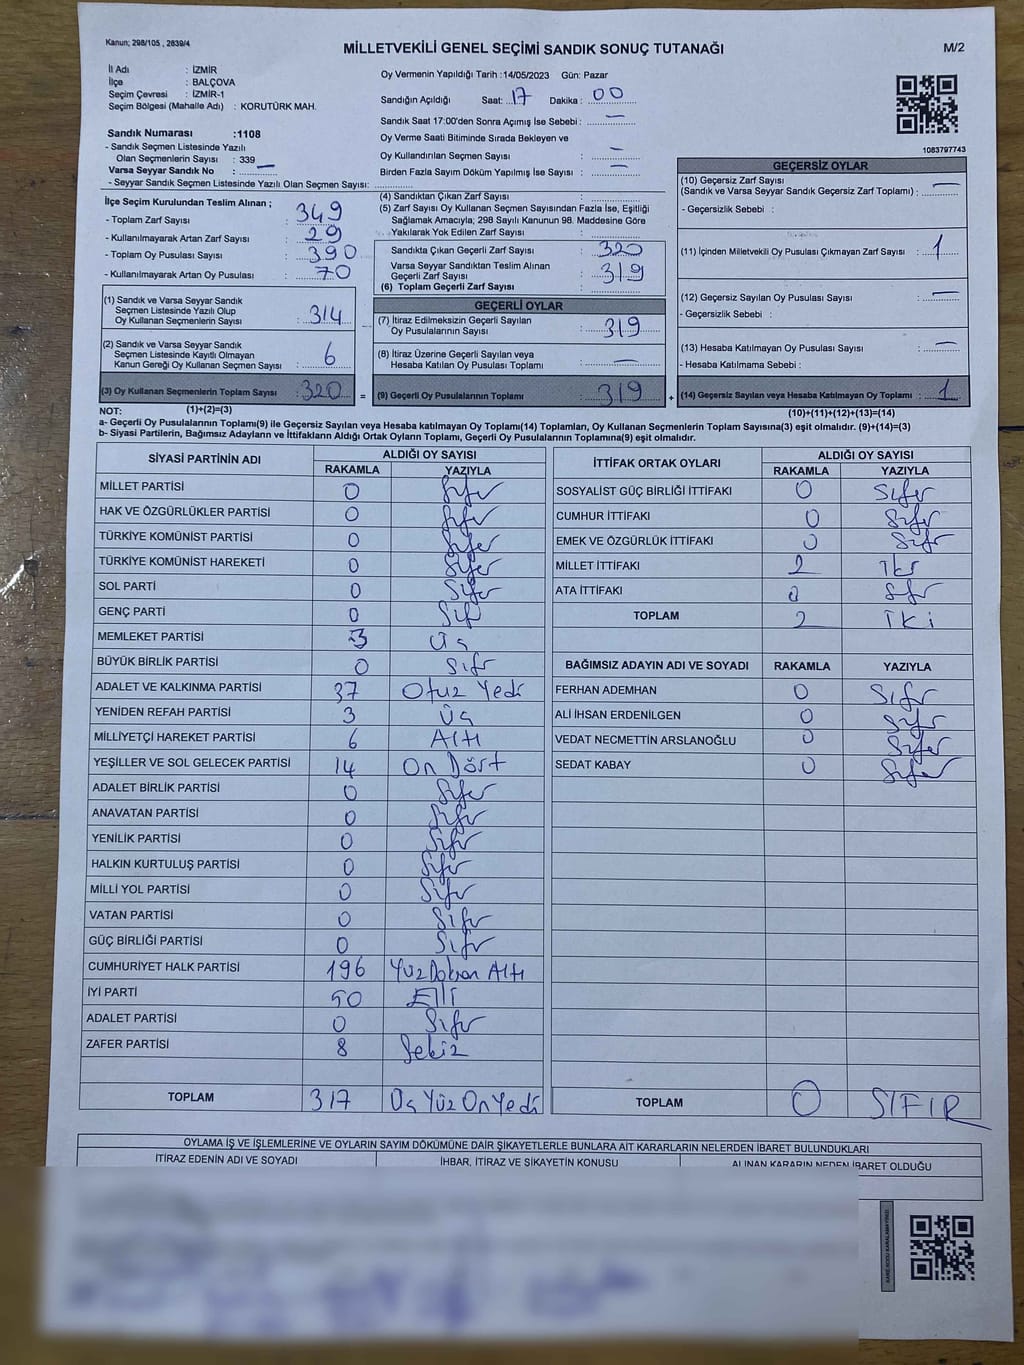 Kanun; 298/105 , 2839/4
MİLLETVEKİLİ GENEL SEÇİMİ SANDIK SONUÇ TUTANAĞI
M/2
İl Adı : İZMİR
İlçe : BALÇOVA
Seçim Çevresi : İZMİR-1
Seçim Bölgesi (Mahalle Adı) : KORUTÜRK MAH.
Sandık Numarası :1108
- Sandık Seçmen Listesinde Yazılı
Olan Seçmenlerin Sayısı : 339
Varsa Seyyar Sandık No : —
- Seyyar Sandık Seçmen Listesinde Yazılı Olan Seçmen Sayısı:
Oy Vermenin Yapıldığı Tarih :14/05/2023 Gün: Pazar
Sandığın Açıldığı Saat: 17 Dakika : 00
Sandık Saat 17:00'den Sonra Açımış İse Sebebi : —
Oy Verme Saati Bitiminde Sırada Bekleyen ve
Oy Kullandırılan Seçmen Sayısı : —
Birden Fazla Sayım Döküm Yapılmış İse Sayısı : —
1083797743
İlçe Seçim Kurulundan Teslim Alınan ;
- Toplam Zarf Sayısı : 349
- Kullanılmayarak Artan Zarf Sayısı : 29
- Toplam Oy Pusulası Sayısı : 390
- Kullanılmayarak Artan Oy Pusulası : 70
(1) Sandık ve Varsa Seyyar Sandık
Seçmen Listesinde Yazılı Olup
Oy Kullanan Seçmenlerin Sayısı : 314
(2) Sandık ve Varsa Seyyar Sandık
Seçmen Listesinde Kayıtlı Olmayan
Kanun Gereği Oy Kullanan Seçmen Sayısı : 6
(3) Oy Kullanan Seçmenlerin Toplam Sayısı : 320
(4) Sandıktan Çıkan Zarf Sayısı :
(5) Zarf Sayısı Oy Kullanan Seçmen Sayısından Fazla İse, Eşitliği
Sağlamak Amacıyla; 298 Sayılı Kanunun 98. Maddesine Göre
Yakılarak Yok Edilen Zarf Sayısı :
Sandıkta Çıkan Geçerli Zarf Sayısı : 320
Varsa Seyyar Sandıktan Teslim Alınan
Geçerli Zarf Sayısı : 319
(6) Toplam Geçerli Zarf Sayısı :
GEÇERLİ OYLAR
(7) İtiraz Edilmeksizin Geçerli Sayılan
Oy Pusulalarının Sayısı : 319
(8) İtiraz Üzerine Geçerli Sayılan veya
Hesaba Katılan Oy Pusulaları Toplamı : —
= (9) Geçerli Oy Pusulalarının Toplamı : 319
GEÇERSİZ OYLAR
(10) Geçersiz Zarf Sayısı
(Sandık ve Varsa Seyyar Sandık Geçersiz Zarf Toplamı) : —
- Geçersizlik Sebebi :
(11) İçinden Milletvekili Oy Pusulası Çıkmayan Zarf Sayısı : 1
(12) Geçersiz Sayılan Oy Pusulası Sayısı : —
- Geçersizlik Sebebi :
(13) Hesaba Katılmayan Oy Pusulası Sayısı : —
- Hesaba Katılmama Sebebi :
+ (14) Geçersiz Sayılan veya Hesaba Katılmayan Oy Toplamı : 1
NOT: (1)+(2)=(3) (10)+(11)+(12)+(13)=(14)
a- Geçerli Oy Pusulalarının Toplamı(9) ile Geçersiz Sayılan veya Hesaba katılmayan Oy Toplamı(14) Toplamları, Oy Kullanan Seçmenlerin Toplam Sayısına(3) eşit olmalıdır. (9)+(14)=(3)
b- Siyasi Partilerin, Bağımsız Adayların ve İttifakların Aldığı Ortak Oyların Toplamı, Geçerli Oy Pusulalarının Toplamına(9) eşit olmalıdır.
SİYASİ PARTİNİN ADI ALDIĞI OY SAYISI
RAKAMLA YAZIYLA
MİLLET PARTİSİ 0 Sıfır
HAK VE ÖZGÜRLÜKLER PARTİSİ 0 Sıfır
TÜRKİYE KOMÜNİST PARTİSİ 0 Sıfır
TÜRKİYE KOMÜNİST HAREKETİ 0 Sıfır
SOL PARTİ 0 Sıfır
GENÇ PARTİ 0 Sıfır
MEMLEKET PARTİSİ 3 Üç
BÜYÜK BİRLİK PARTİSİ 0 Sıfır
ADALET VE KALKINMA PARTİSİ 37 Otuz Yedi
YENİDEN REFAH PARTİSİ 3 Üç
MİLLİYETÇİ HAREKET PARTİSİ 6 Altı
YEŞİLLER VE SOL GELECEK PARTİSİ 14 On Dört
ADALET BİRLİK PARTİSİ 0 Sıfır
ANAVATAN PARTİSİ 0 Sıfır
YENİLİK PARTİSİ 0 Sıfır
HALKIN KURTULUŞ PARTİSİ 0 Sıfır
MİLLİ YOL PARTİSİ 0 Sıfır
VATAN PARTİSİ 0 Sıfır
GÜÇ BİRLİĞİ PARTİSİ 0 Sıfır
CUMHURİYET HALK PARTİSİ 196 Yüz Doksan Altı
İYİ PARTİ 50 Elli
ADALET PARTİSİ 0 Sıfır
ZAFER PARTİSİ 8 Sekiz
TOPLAM 317 Üç Yüz On Yedi
İTTİFAK ORTAK OYLARI ALDIĞI OY SAYISI
RAKAMLA YAZIYLA
SOSYALİST GÜÇ BİRLİĞİ İTTİFAKI 0 Sıfır
CUMHUR İTTİFAKI 0 Sıfır
EMEK VE ÖZGÜRLÜK İTTİFAKI 0 Sıfır
MİLLET İTTİFAKI 2 İki
ATA İTTİFAKI 0 Sıfır
TOPLAM 2 İki
BAĞIMSIZ ADAYIN ADI VE SOYADI RAKAMLA YAZIYLA
FERHAN ADEMHAN 0 Sıfır
ALİ İHSAN ERDENİLGEN 0 Sıfır
VEDAT NECMETTİN ARSLANOĞLU 0 Sıfır
SEDAT KABAY 0 Sıfır
TOPLAM 0 SIFIR
OYLAMA İŞ VE İŞLEMLERİNE VE OYLARIN SAYIM DÖKÜMÜNE DAİR ŞİKAYETLERLE BUNLARA AİT KARARLARIN NELERDEN İBARET BULUNDUKLARI
İTİRAZ EDENİN ADI VE SOYADI İHBAR, İTİRAZ VE ŞİKAYETİN KONUSU ALINAN KARARIN NEDEN İBARET OLDUĞU
KARE KODU KARALAMAYINIZ!